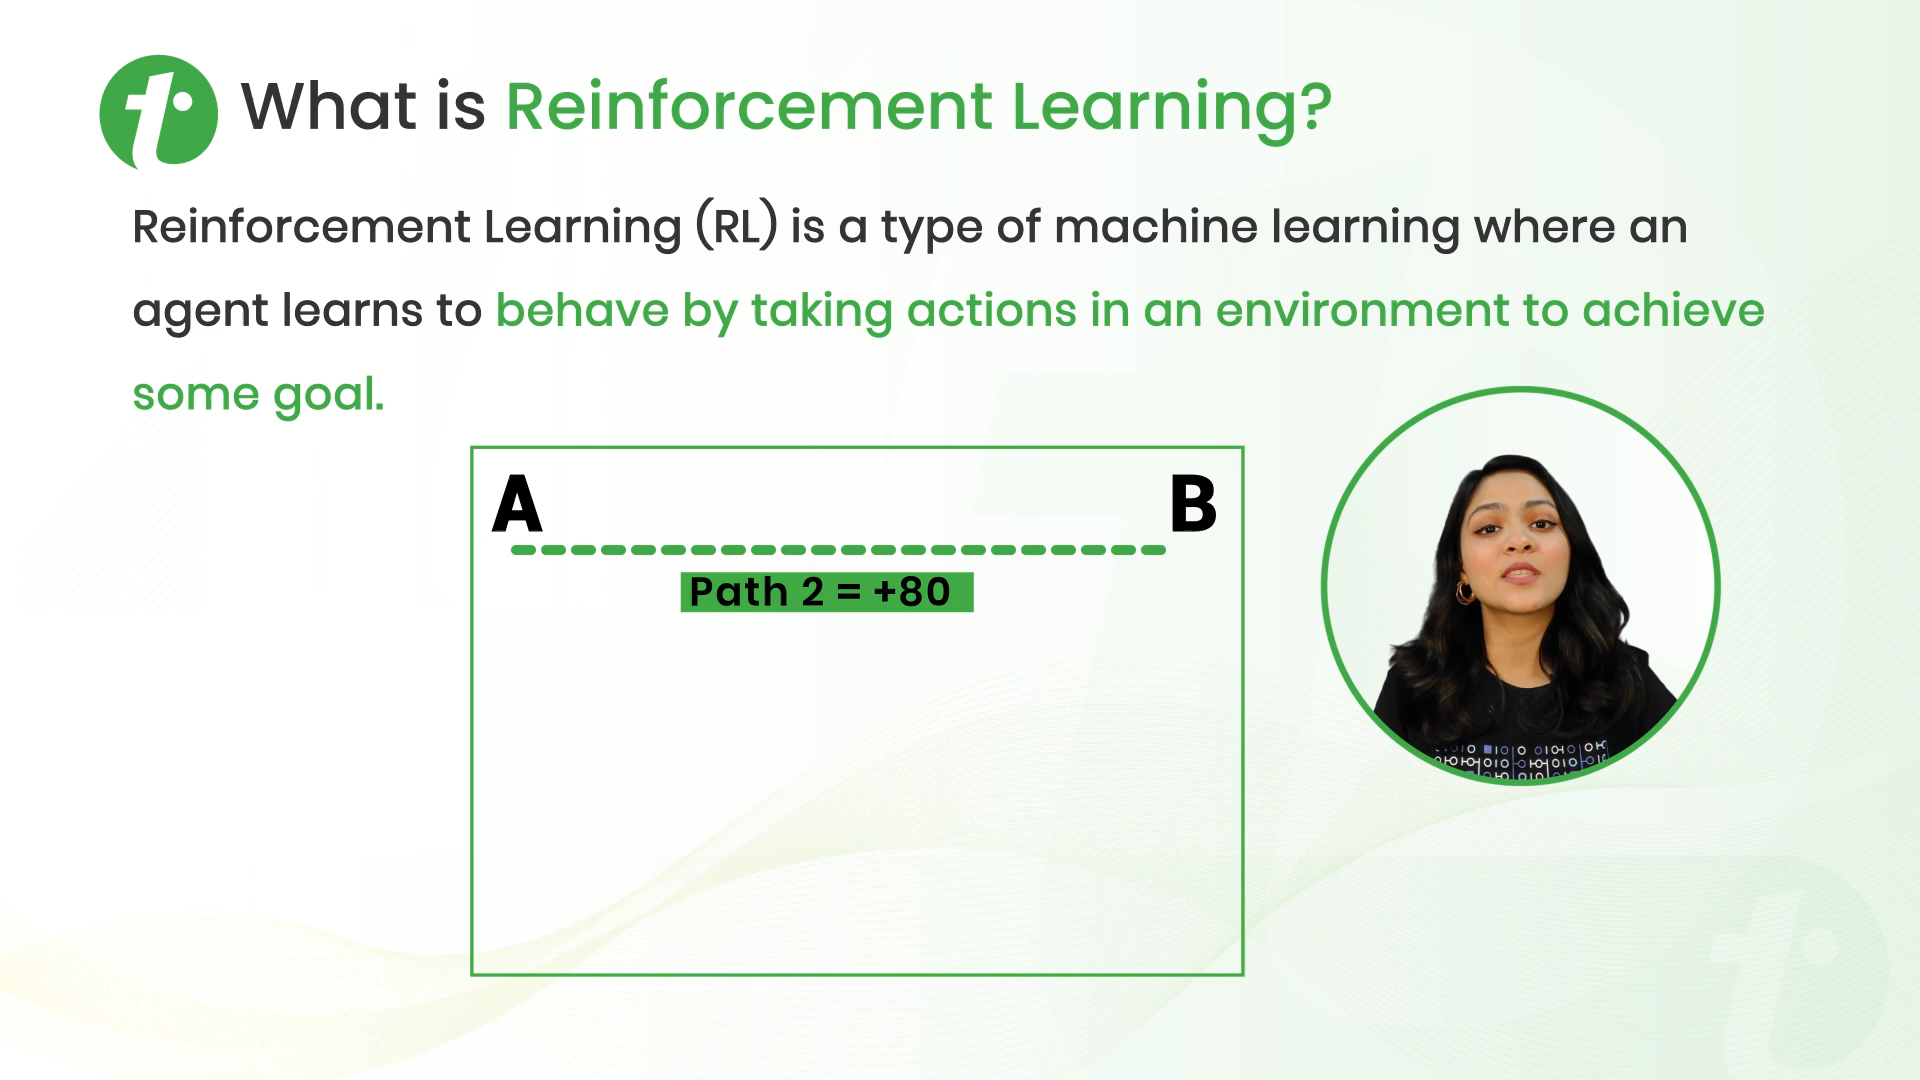 What is Reinforcement Learning?
Reinforcement Learning (RL) is a type of machine learning where an
agent learns to behave by taking actions in an environment to achieve
some goal.
A B
Path 2 = +80